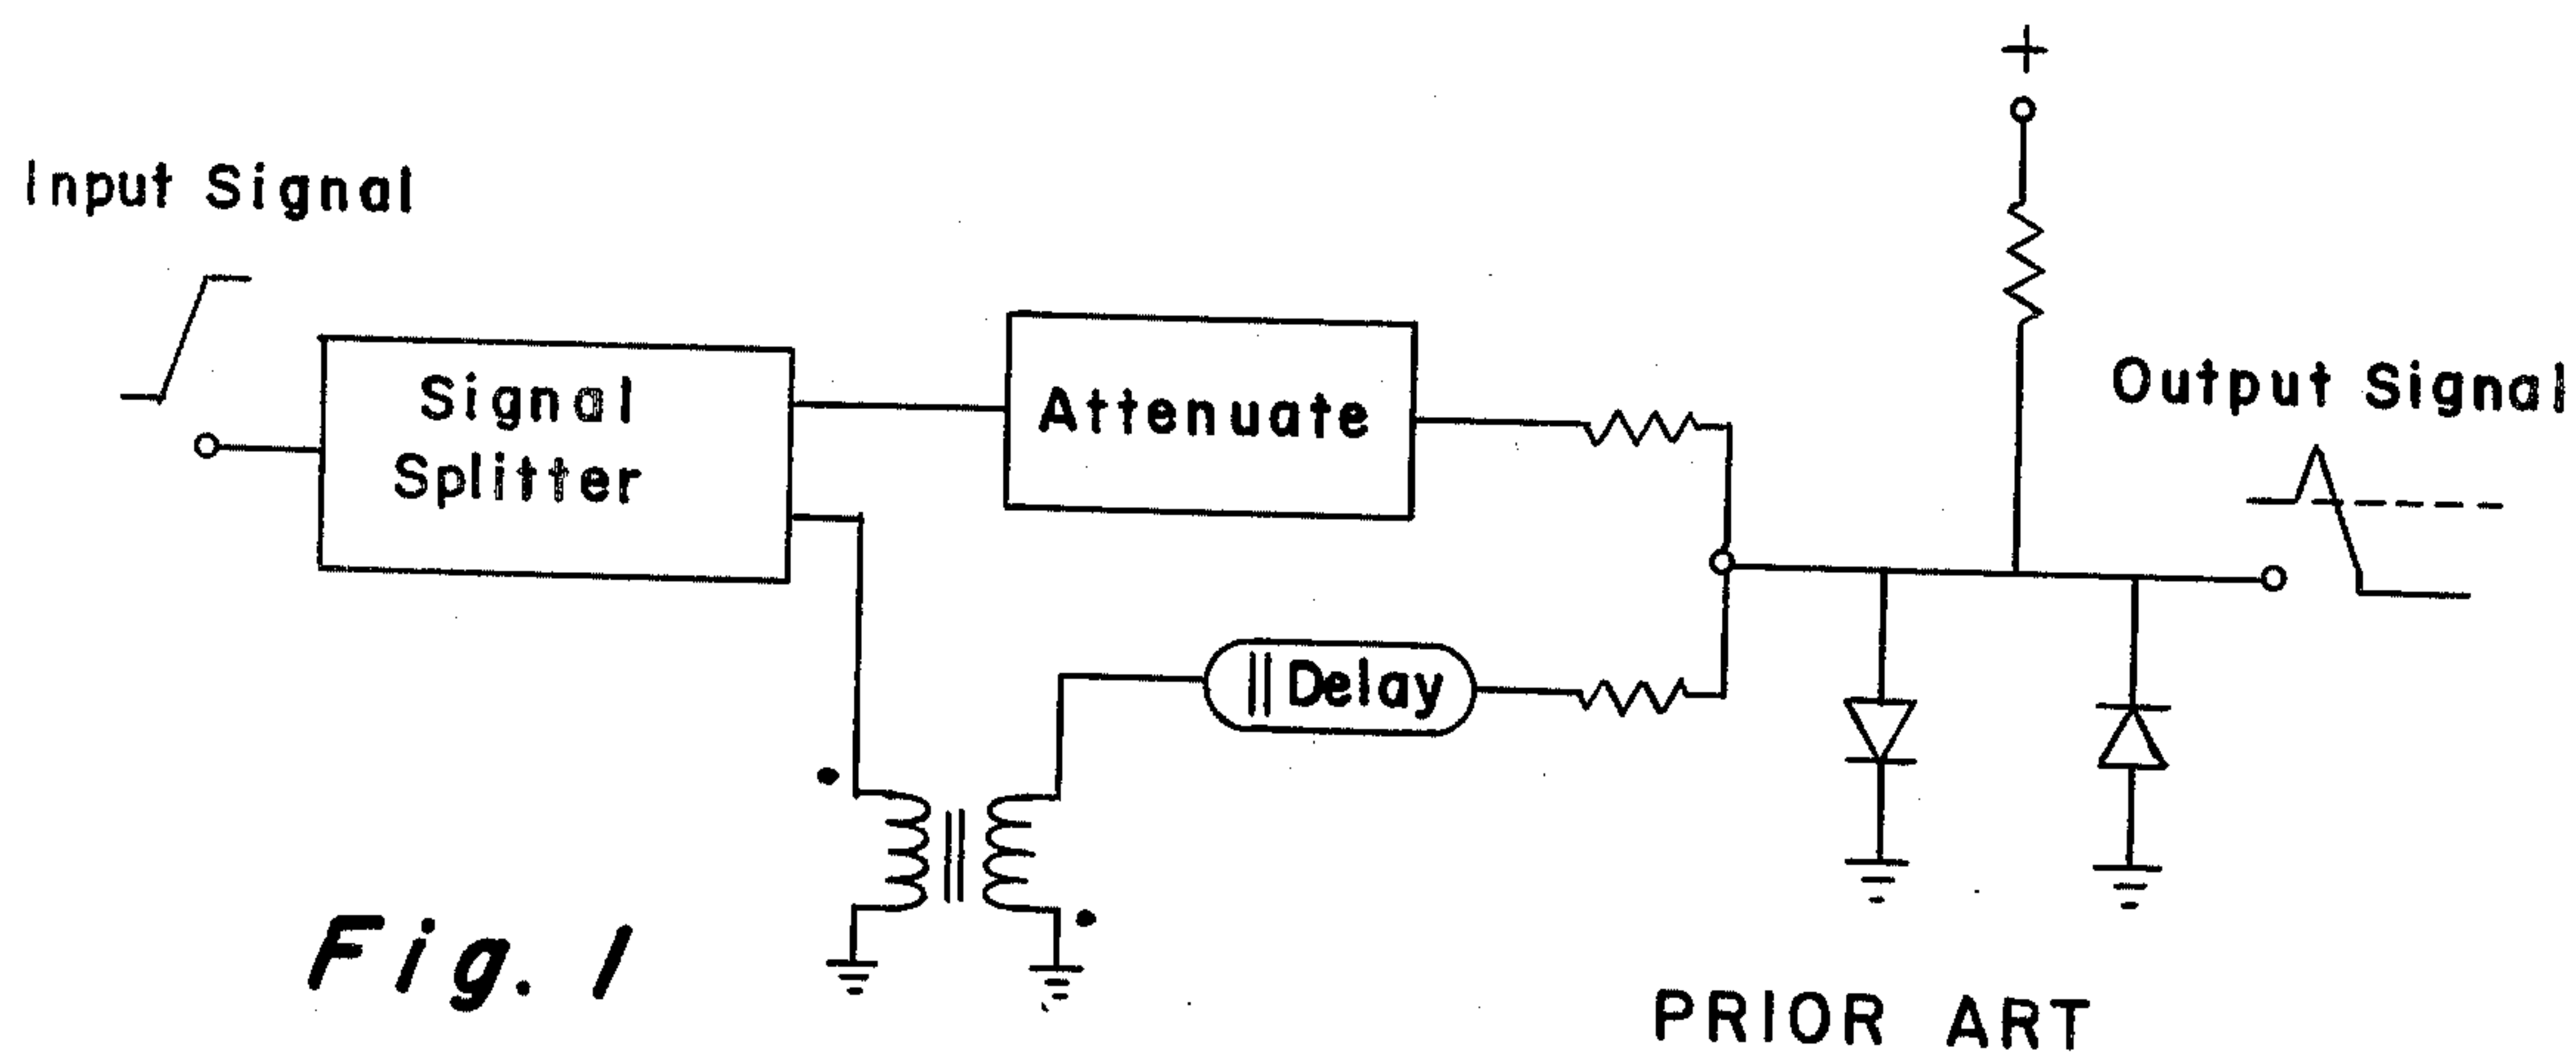 +
Input Signal
Signal
Splitter
Attenuate
Output Signal
Delay
Fig. 1
PRIOR ART